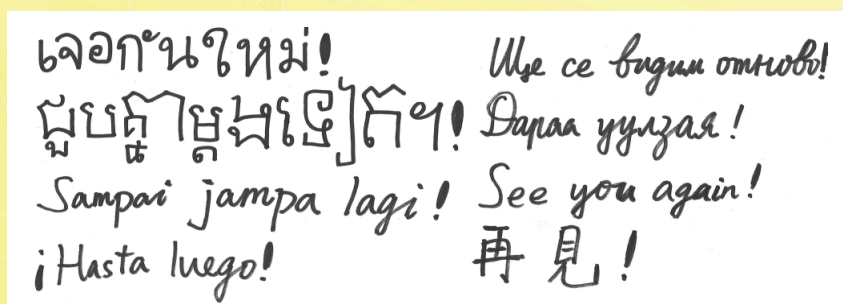 เจอกันใหม่!
ជួបគ្នាម្ដងទៀតៗ!
Sampai jampa lagi!
¡Hasta luego!
Ще се видим отново!
Дараа уулзая!
See you again!
再見!